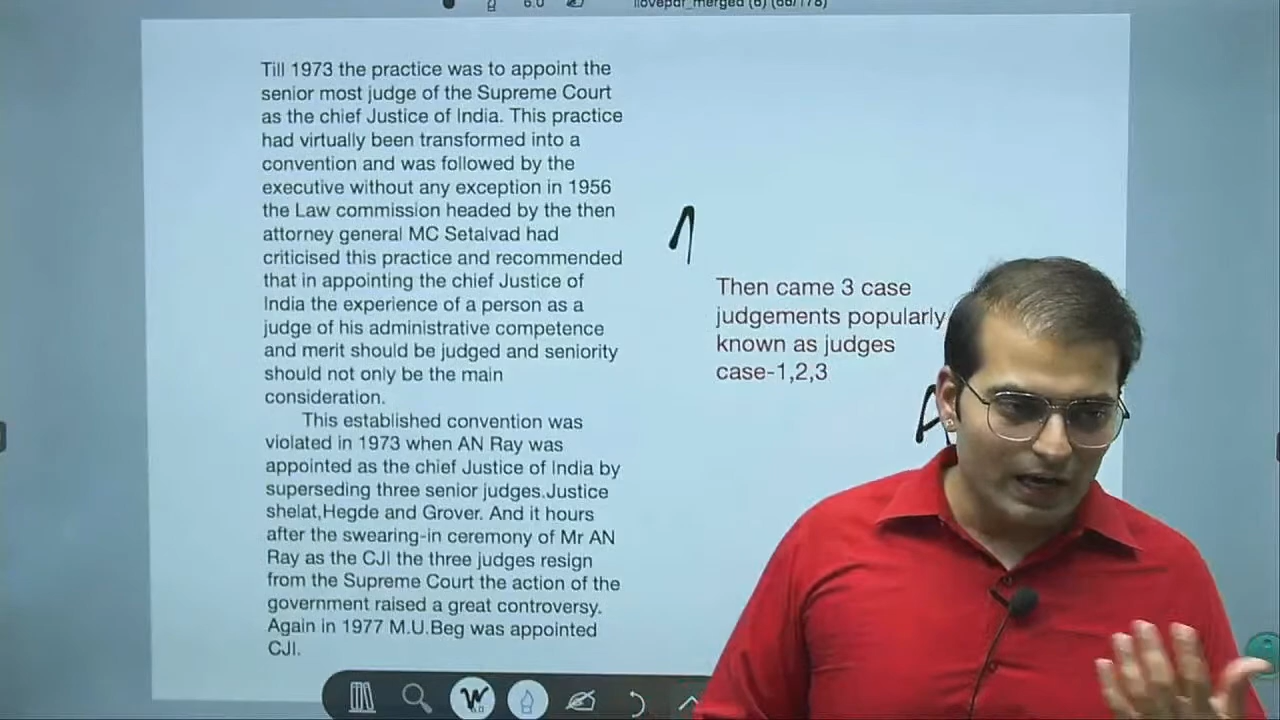 6.0
ilovepdf_merged (6) (66/178)
Till 1973 the practice was to appoint the
senior most judge of the Supreme Court
as the chief Justice of India. This practice
had virtually been transformed into a
convention and was followed by the
executive without any exception in 1956
the Law commission headed by the then
attorney general MC Setalvad had
criticised this practice and recommended
that in appointing the chief Justice of
India the experience of a person as a
judge of his administrative competence
and merit should be judged and seniority
should not only be the main
consideration.
This established convention was
violated in 1973 when AN Ray was
appointed as the chief Justice of India by
superseding three senior judges.Justice
shelat,Hegde and Grover. And it hours
after the swearing-in ceremony of Mr AN
Ray as the CJI the three judges resign
from the Supreme Court the action of the
government raised a great controversy.
Again in 1977 M.U.Beg was appointed
CJI.
Then came 3 case
judgements popularly
known as judges
case-1,2,3